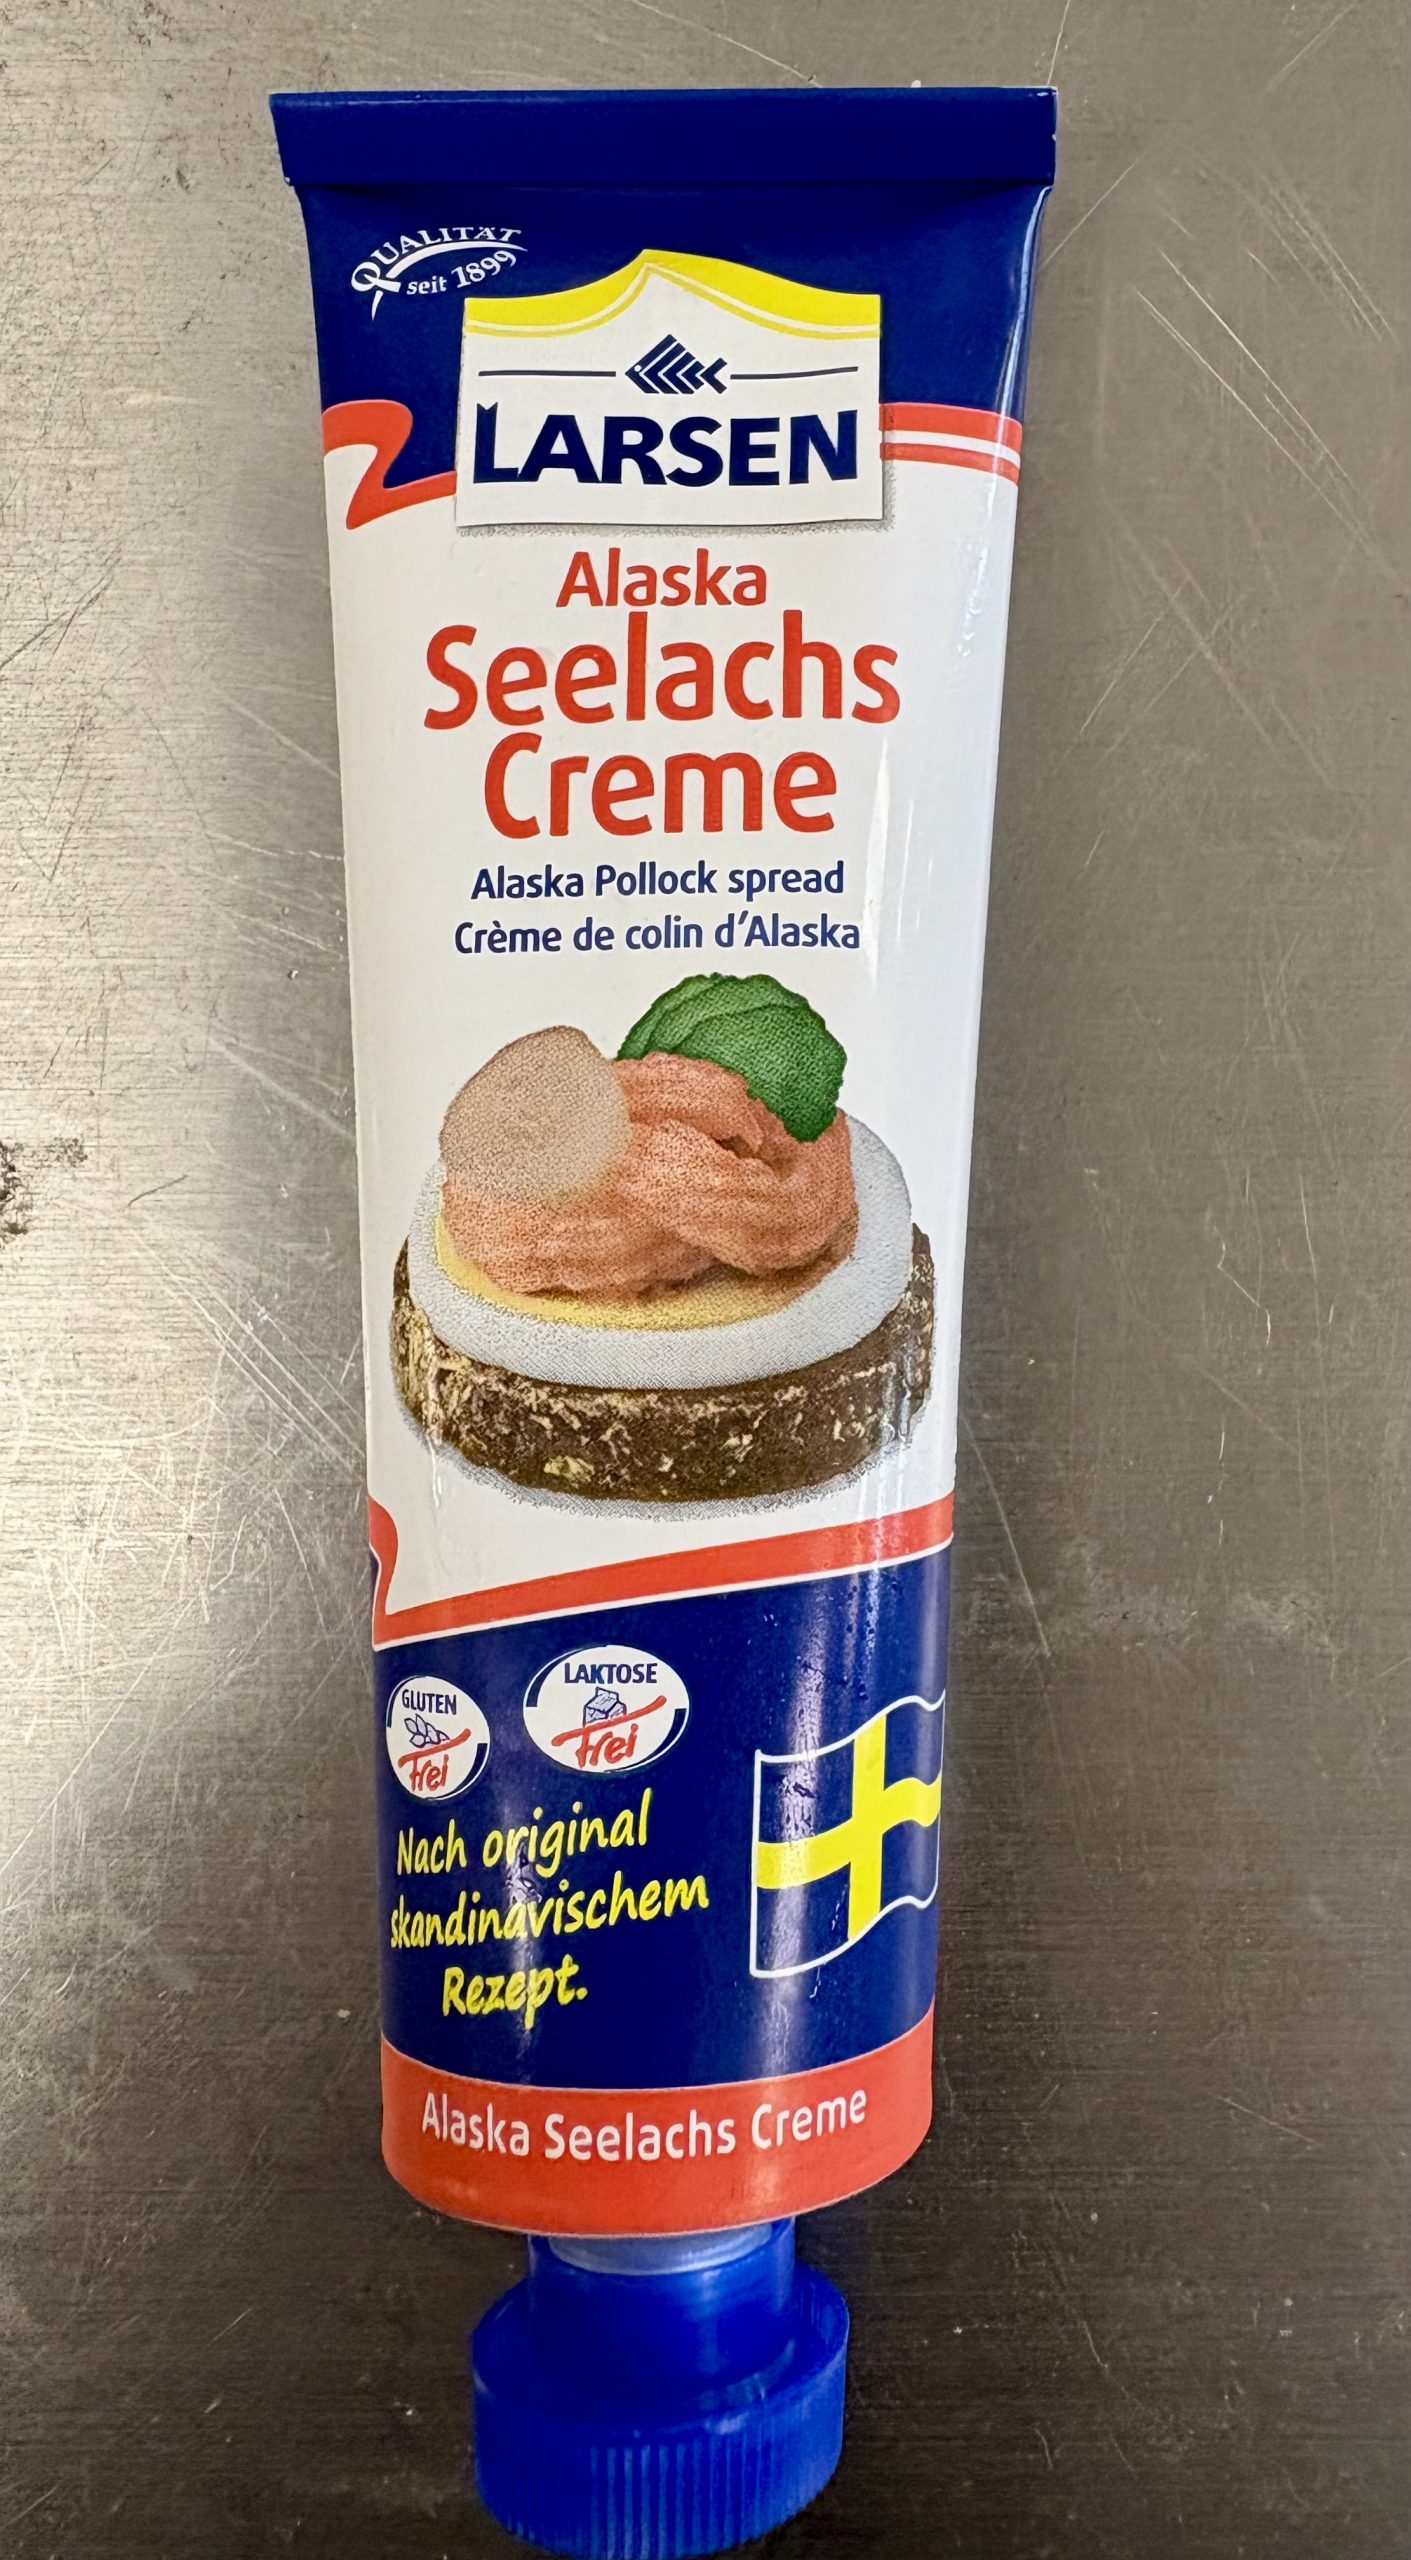 QUALITÄT
seit 1899
LARSEN
Alaska
Seelachs
Creme
Alaska Pollock spread
Crème de colin d'Alaska
GLUTEN
frei
LAKTOSE
frei
Nach original
skandinavischem
Rezept.
Alaska Seelachs Creme